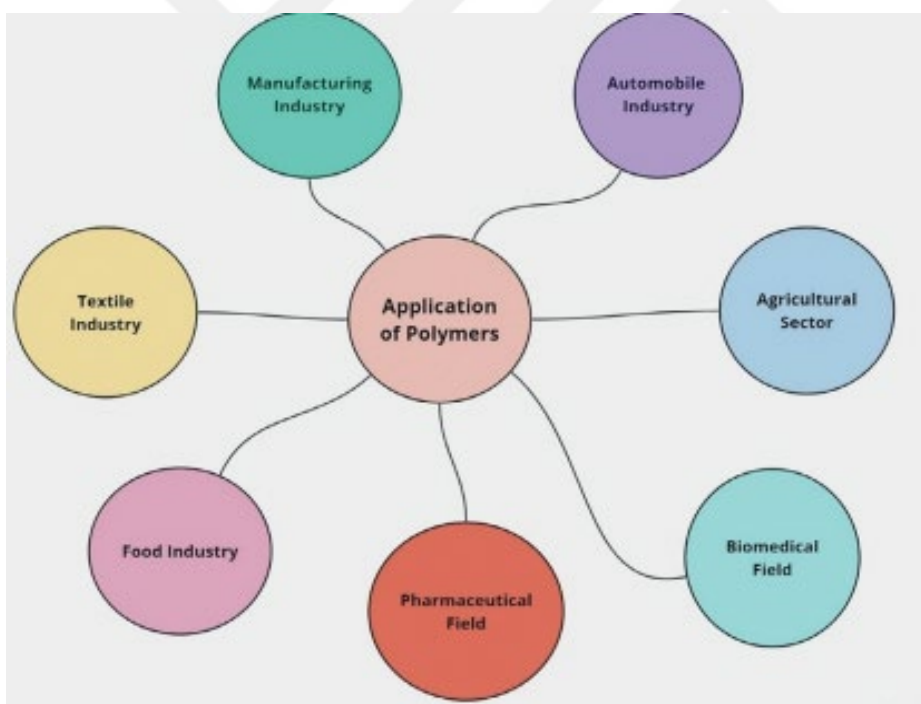 Manufacturing
Industry
Automobile
Industry
Textile
Industry
Application
of Polymers
Agricultural
Sector
Food Industry
Pharmaceutical
Field
Biomedical
Field